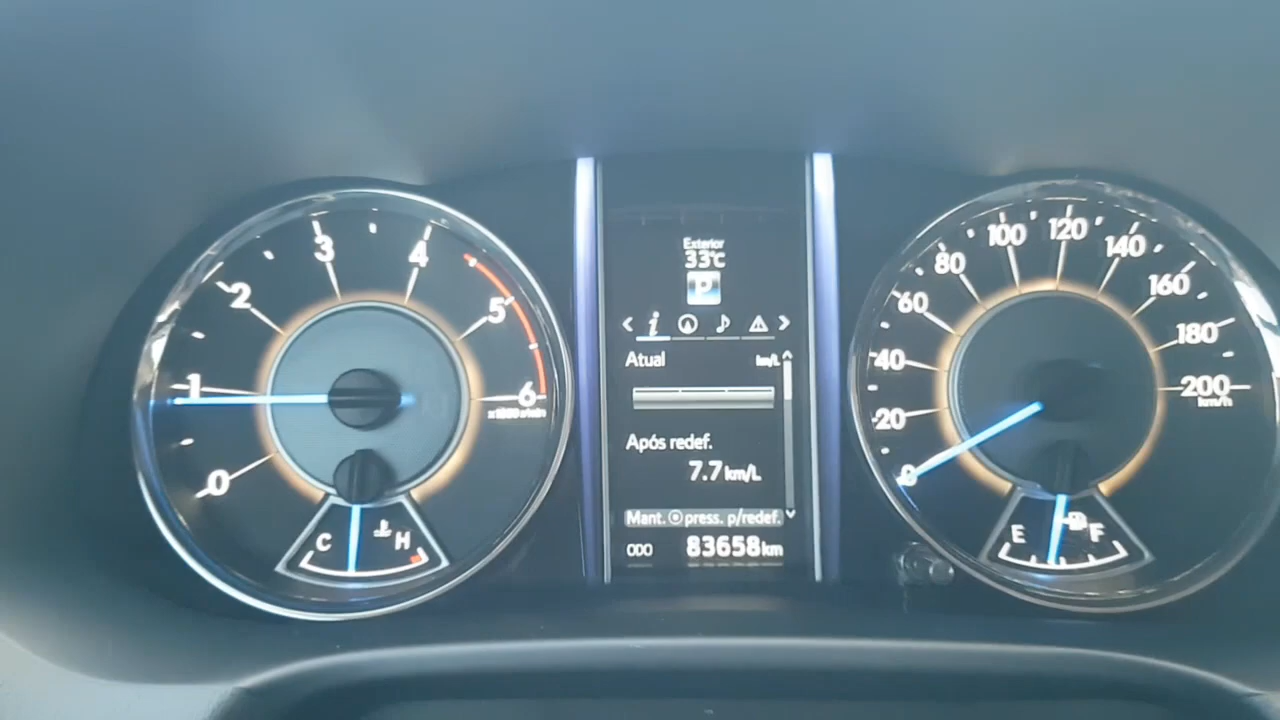 0
1
2
3
4
5
6
x1000 r/min
C
H
Exterior
33°C
P
Atual km/L
Após redef.
7.7 km/L
Mant. press. p/redef.
ODO 83658 km
0
20
40
60
80
100
120
140
160
180
200
km/h
E
F